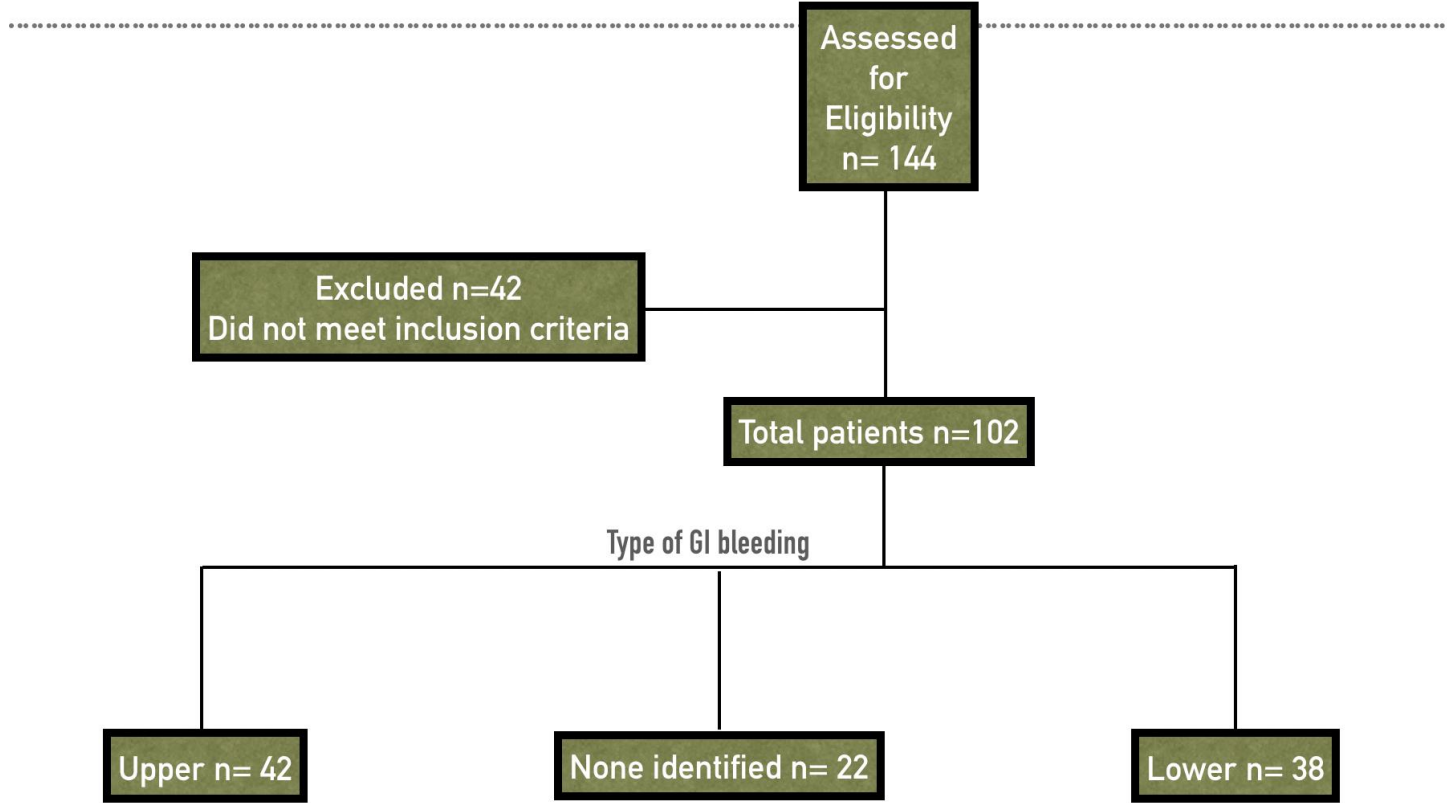 Assessed
for
Eligibility
n= 144
Excluded n=42
Did not meet inclusion criteria
Total patients n=102
Type of GI bleeding
Upper n= 42
None identified n= 22
Lower n= 38